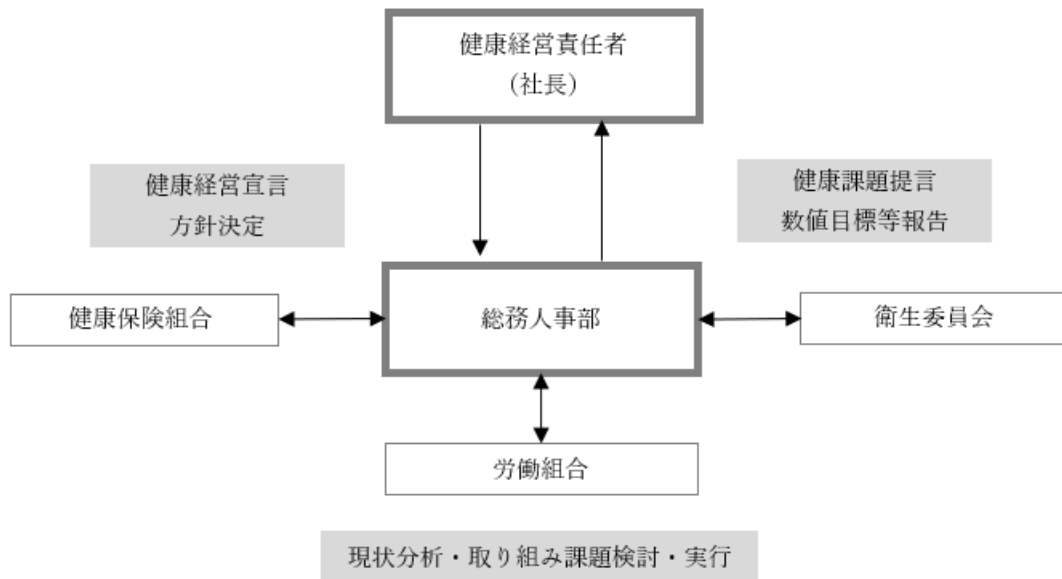 健康経営責任者
（社長）
健康経営宣言
方針決定
健康課題提言
数値目標等報告
健康保険組合
総務人事部
衛生委員会
労働組合
現状分析・取り組み課題検討・実行